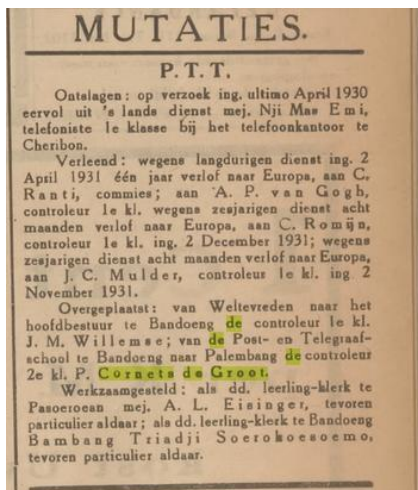 MUTATIES.
P. T. T.
Ontslagen: op verzoek ing. ultimo April 1930
eervol uit 's lands dienst mej. Nji Mas Emi,
telefoniste 1e klasse bij het telefoonkantoor te
Cheribon.
Verleend: wegens langdurigen dienst ing. 2
April 1931 één jaar verlof naar Europa, aan C.
Ranti, commies; aan A. P. van Gogh,
controleur 1e kl. wegens zesjarigen dienst acht
maanden verlof naar Europa, aan C. Romijn,
controleur 1e kl. ing. 2 December 1931; wegens
zesjarigen dienst acht maanden verlof naar Europa,
aan J. C. Mulder, controleur 1e kl. ing. 2
November 1931.
Overgeplaatst: van Weltevreden naar het
hoofdbestuur te Bandoeng de controleur 1e kl.
J. M. Willemse; van de Post- en Telegraaf-
school te Bandoeng naar Palembang de controleur
2e kl. P. Cornets de Groot.
Werkzaamgesteld: als dd. leerling-klerk te
Pasoeroean mej. A. L. Eisinger, tevoren
particulier aldaar; als dd. leerling-klerk te Bandoeng
Bambang Triadji Soerokoesoemo,
tevoren particulier aldaar.